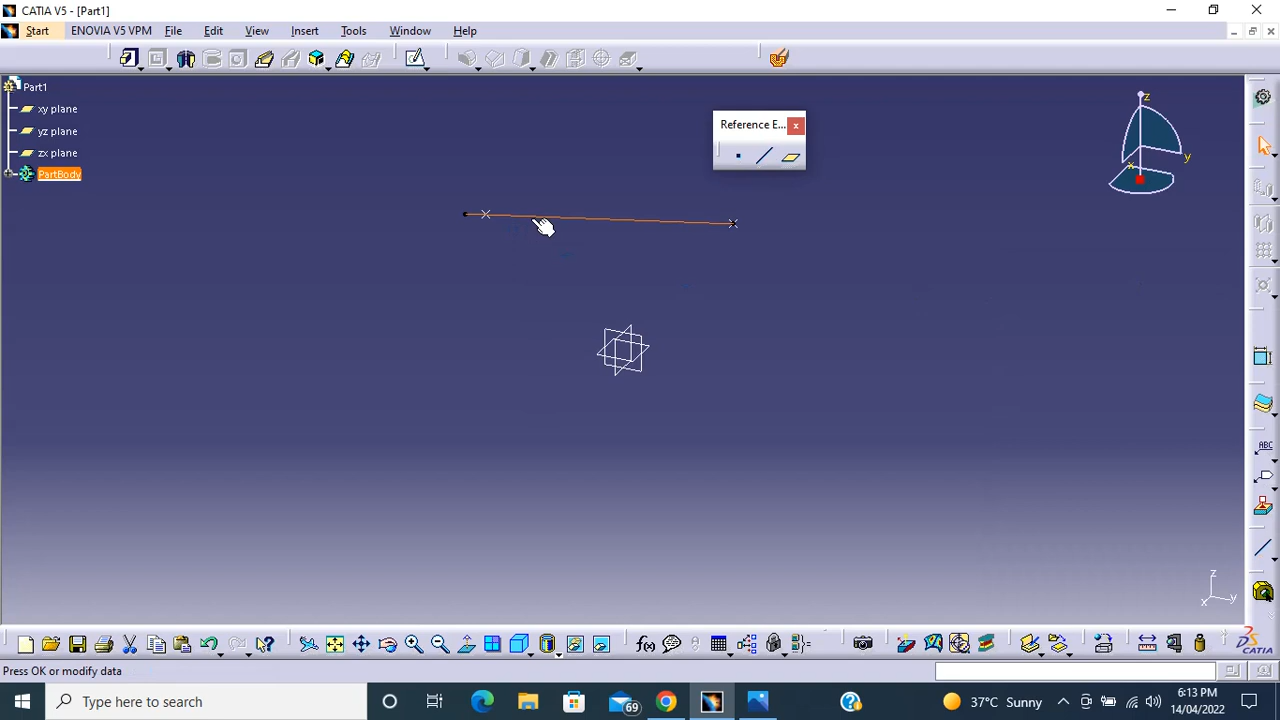 CATIA V5 - [Part1]
Start ENOVIA V5 VPM File Edit View Insert Tools Window Help
Part1
xy plane
yz plane
zx plane
PartBody
Reference E... x
z
x y
ABC
z
x y
f(x)
CATIA
Press OK or modify data
Type here to search
69
37°C Sunny
6:13 PM
14/04/2022